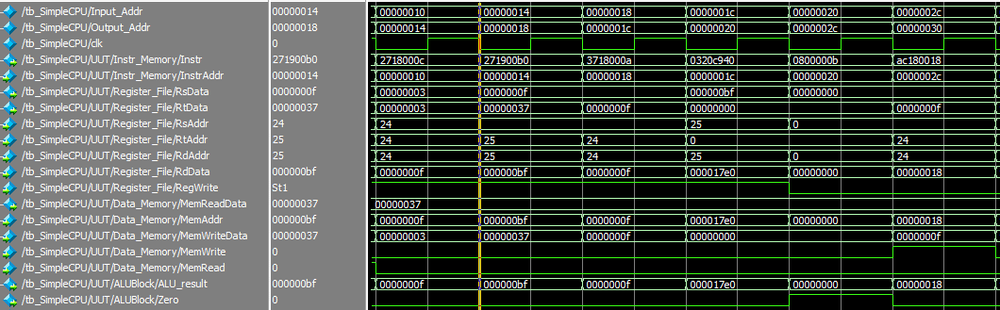 /tb_SimpleCPU/Input_Addr 00000014 00000010 00000014 00000018 0000001c 00000020 0000002c
/tb_SimpleCPU/Output_Addr 00000018 00000014 00000018 0000001c 00000020 0000002c 00000030
/tb_SimpleCPU/clk 0
/tb_SimpleCPU/UUT/Instr_Memory/Instr 271900b0 2718000c 271900b0 3718000a 0320c940 0800000b ac180018
/tb_SimpleCPU/UUT/Instr_Memory/InstrAddr 00000014 00000010 00000014 00000018 0000001c 00000020 0000002c
/tb_SimpleCPU/UUT/Register_File/RsData 0000000f 00000003 0000000f 000000bf 00000000
/tb_SimpleCPU/UUT/Register_File/RtData 00000037 00000003 00000037 0000000f 00000000 0000000f
/tb_SimpleCPU/UUT/Register_File/RsAddr 24 24 25 0
/tb_SimpleCPU/UUT/Register_File/RtAddr 25 24 25 24 0 24
/tb_SimpleCPU/UUT/Register_File/RdAddr 25 24 25 24 25 0 24
/tb_SimpleCPU/UUT/Register_File/RdData 000000bf 0000000f 000000bf 0000000f 000017e0 00000000 00000018
/tb_SimpleCPU/UUT/Register_File/RegWrite St1
/tb_SimpleCPU/UUT/Data_Memory/MemReadData 00000037 00000037
/tb_SimpleCPU/UUT/Data_Memory/MemAddr 000000bf 0000000f 000000bf 0000000f 000017e0 00000000 00000018
/tb_SimpleCPU/UUT/Data_Memory/MemWriteData 00000037 00000003 00000037 0000000f 00000000 0000000f
/tb_SimpleCPU/UUT/Data_Memory/MemWrite 0
/tb_SimpleCPU/UUT/Data_Memory/MemRead 0
/tb_SimpleCPU/UUT/ALUBlock/ALU_result 000000bf 0000000f 000000bf 0000000f 000017e0 00000000 00000018
/tb_SimpleCPU/UUT/ALUBlock/Zero 0